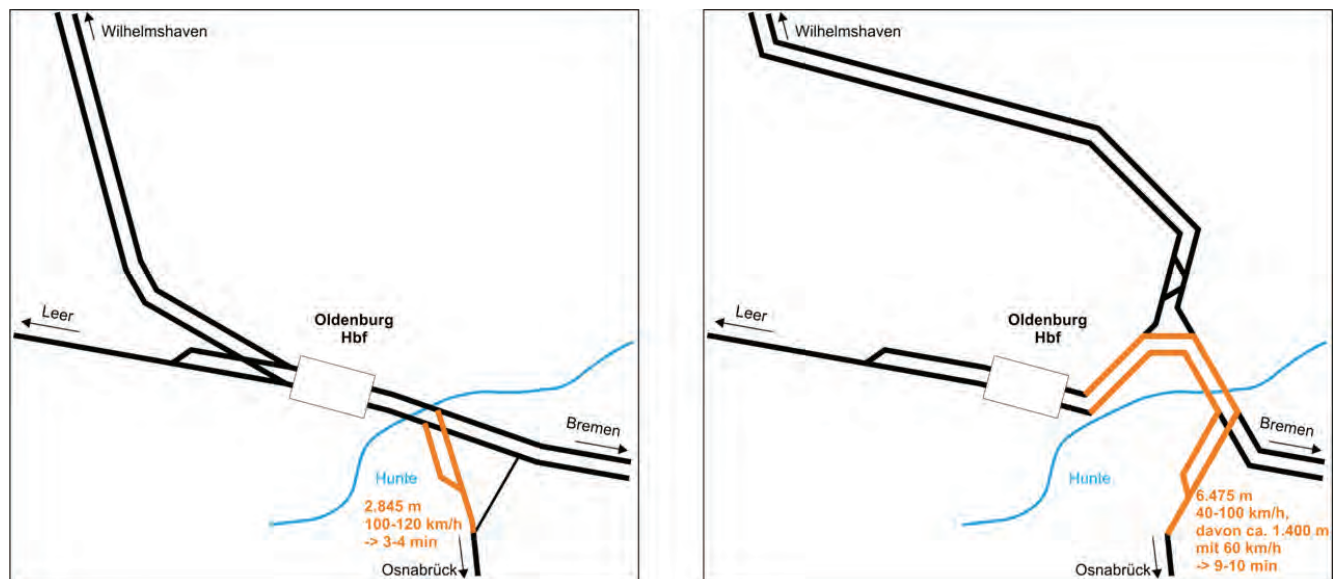 Wilhelmshaven
Leer
Oldenburg
Hbf
Bremen
Hunte
2.845 m
100-120 km/h
-> 3-4 min
Osnabrück
Wilhelmshaven
Leer
Oldenburg
Hbf
Bremen
Hunte
6.475 m
40-100 km/h,
davon ca. 1.400 m
mit 60 km/h
-> 9-10 min
Osnabrück